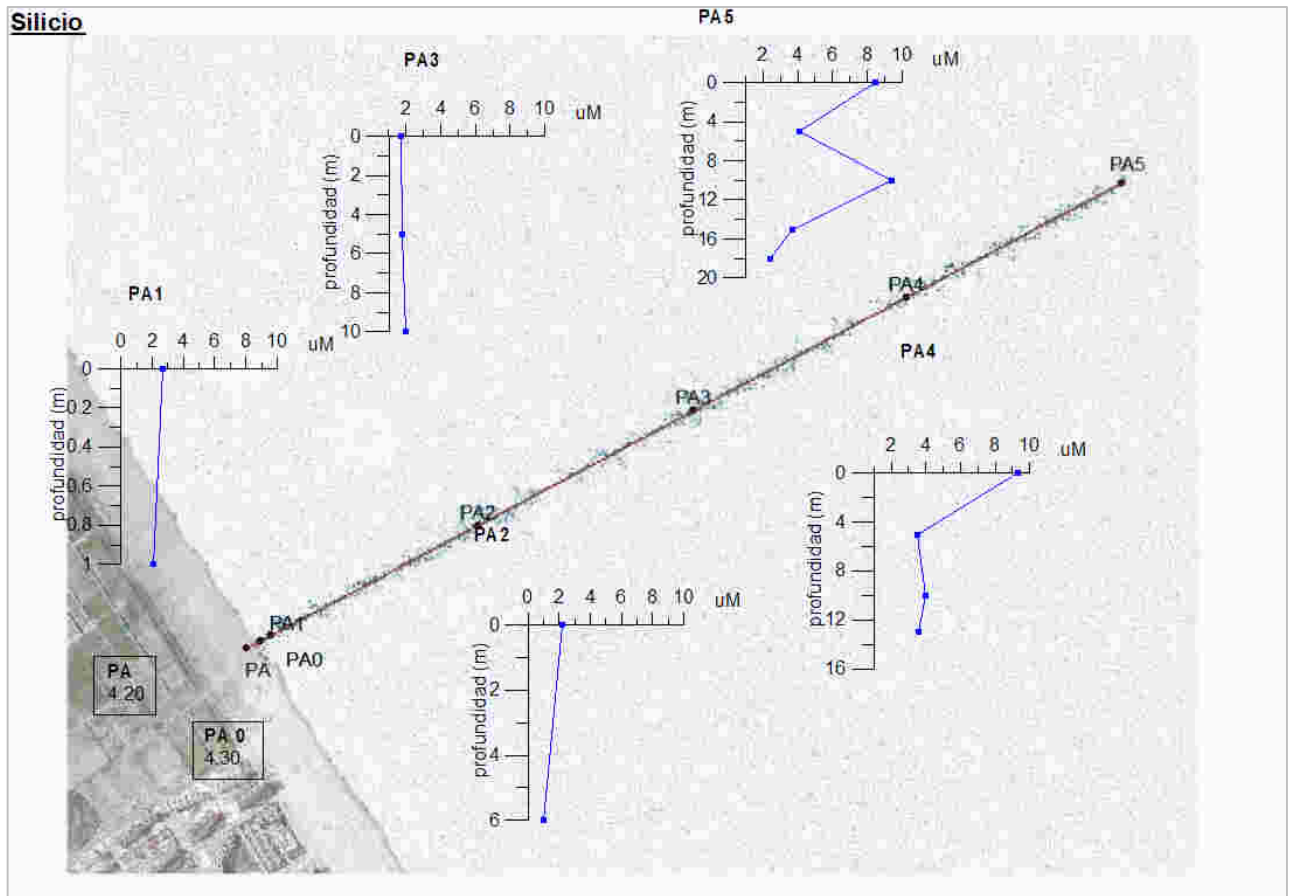 Silicio
PA5
2 4 6 8 10 uM
0
4
8
12
16
20
profundidad (m)
PA3
2 4 6 8 10 uM
0
2
4
6
8
10
profundidad (m)
PA5
PA4
PA1
0 2 4 6 8 10 uM
0
0.2
0.4
0.6
0.8
1
profundidad (m)
PA4
2 4 6 8 10 uM
0
4
8
12
16
profundidad (m)
PA3
PA2
PA2
0 2 4 6 8 10 uM
0
2
4
6
profundidad (m)
PA1
PA PA0
PA
4.20
PA 0
4.30